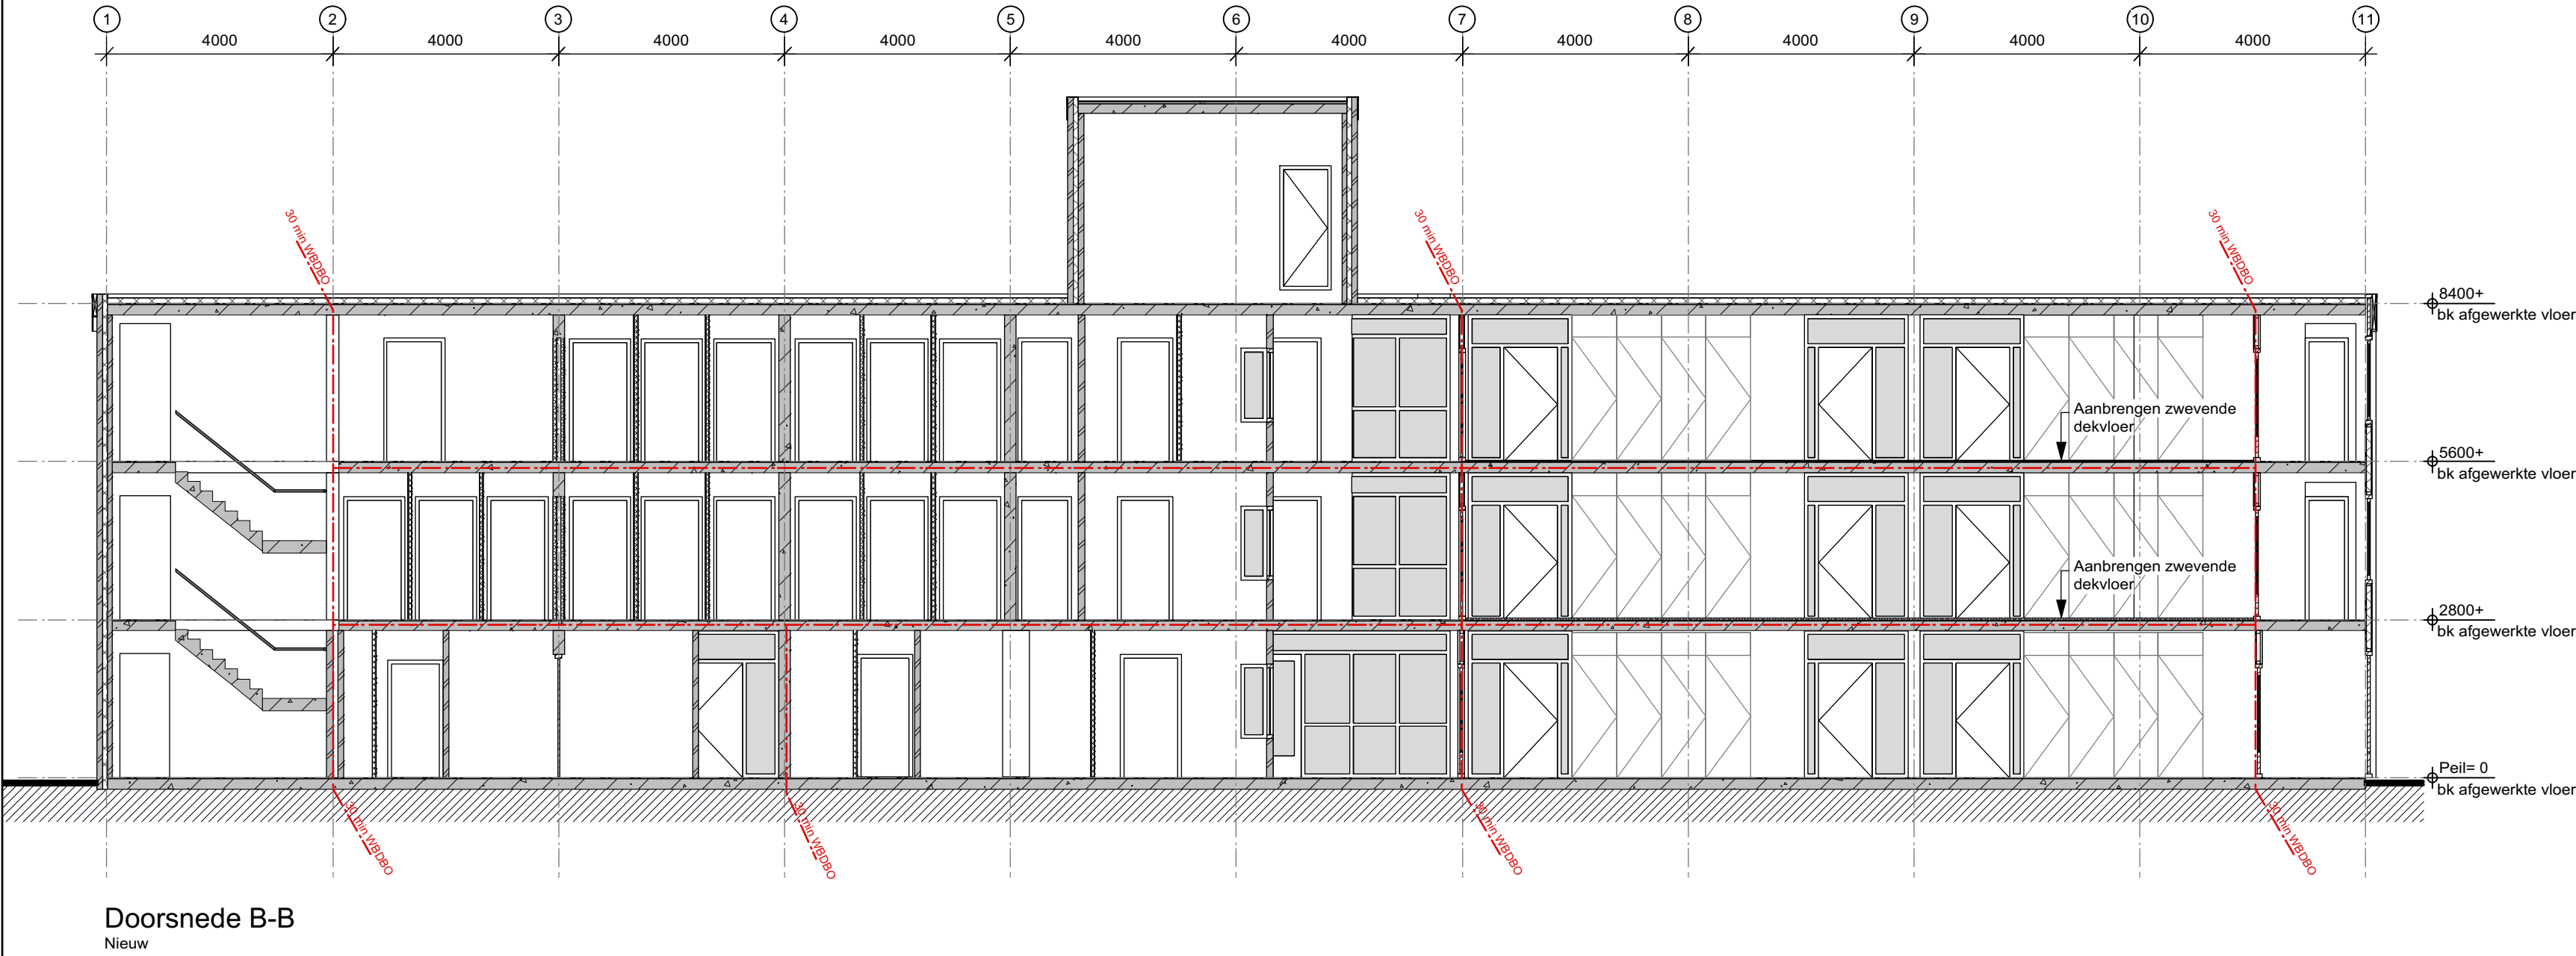 1 2 3 4 5 6 7 8 9 10 11
4000 4000 4000 4000 4000 4000 4000 4000 4000 4000
30 min WBDBO
30 min WBDBO
30 min WBDBO
8400+
bk afgewerkte vloer
Aanbrengen zwevende
dekvloer
5600+
bk afgewerkte vloer
Aanbrengen zwevende
dekvloer
2800+
bk afgewerkte vloer
Peil= 0
bk afgewerkte vloer
30 min WBDBO
30 min WBDBO
30 min WBDBO
30 min WBDBO
Doorsnede B-B
Nieuw